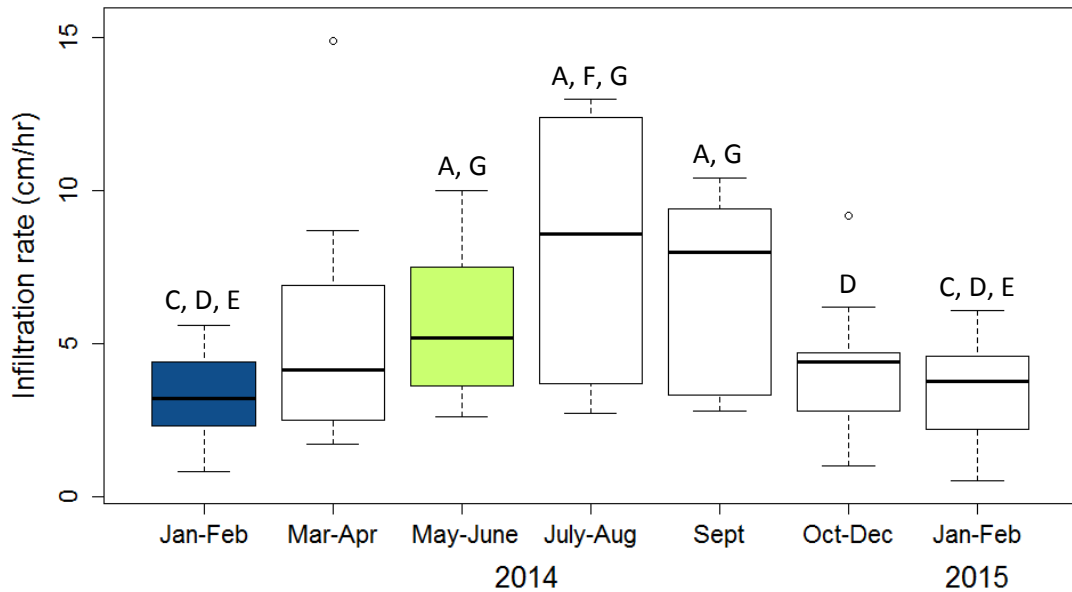 Infiltration rate (cm/hr)
15
10
5
0
C, D, E
A, G
A, F, G
A, G
D
C, D, E
Jan-Feb Mar-Apr May-June July-Aug Sept Oct-Dec Jan-Feb
2014 2015